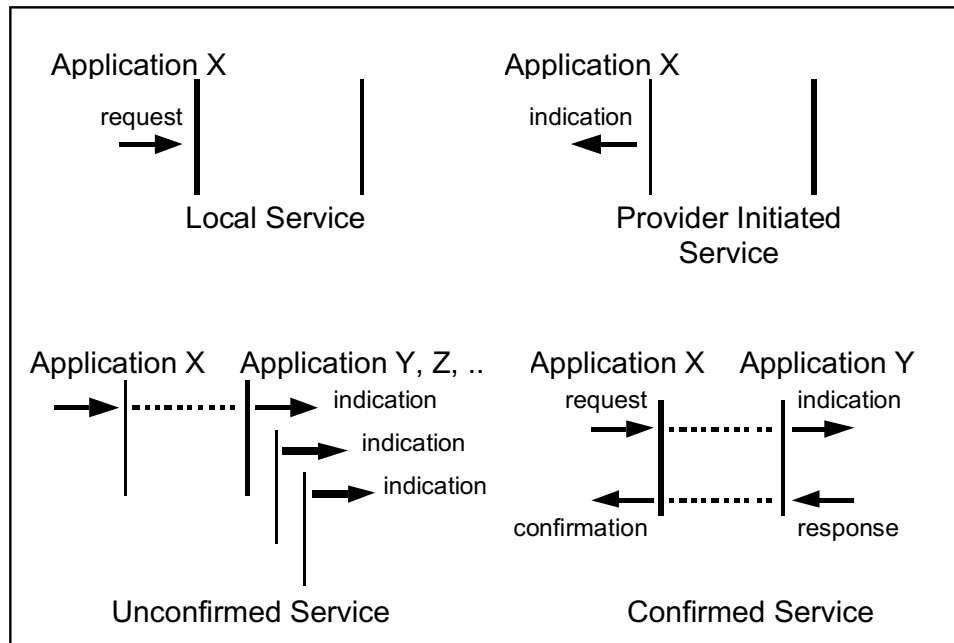 Application X
request
Local Service
Application X
indication
Provider Initiated
Service
Application X
Application Y, Z, ..
indication
indication
indication
Unconfirmed Service
Application X
Application Y
request
indication
confirmation
response
Confirmed Service